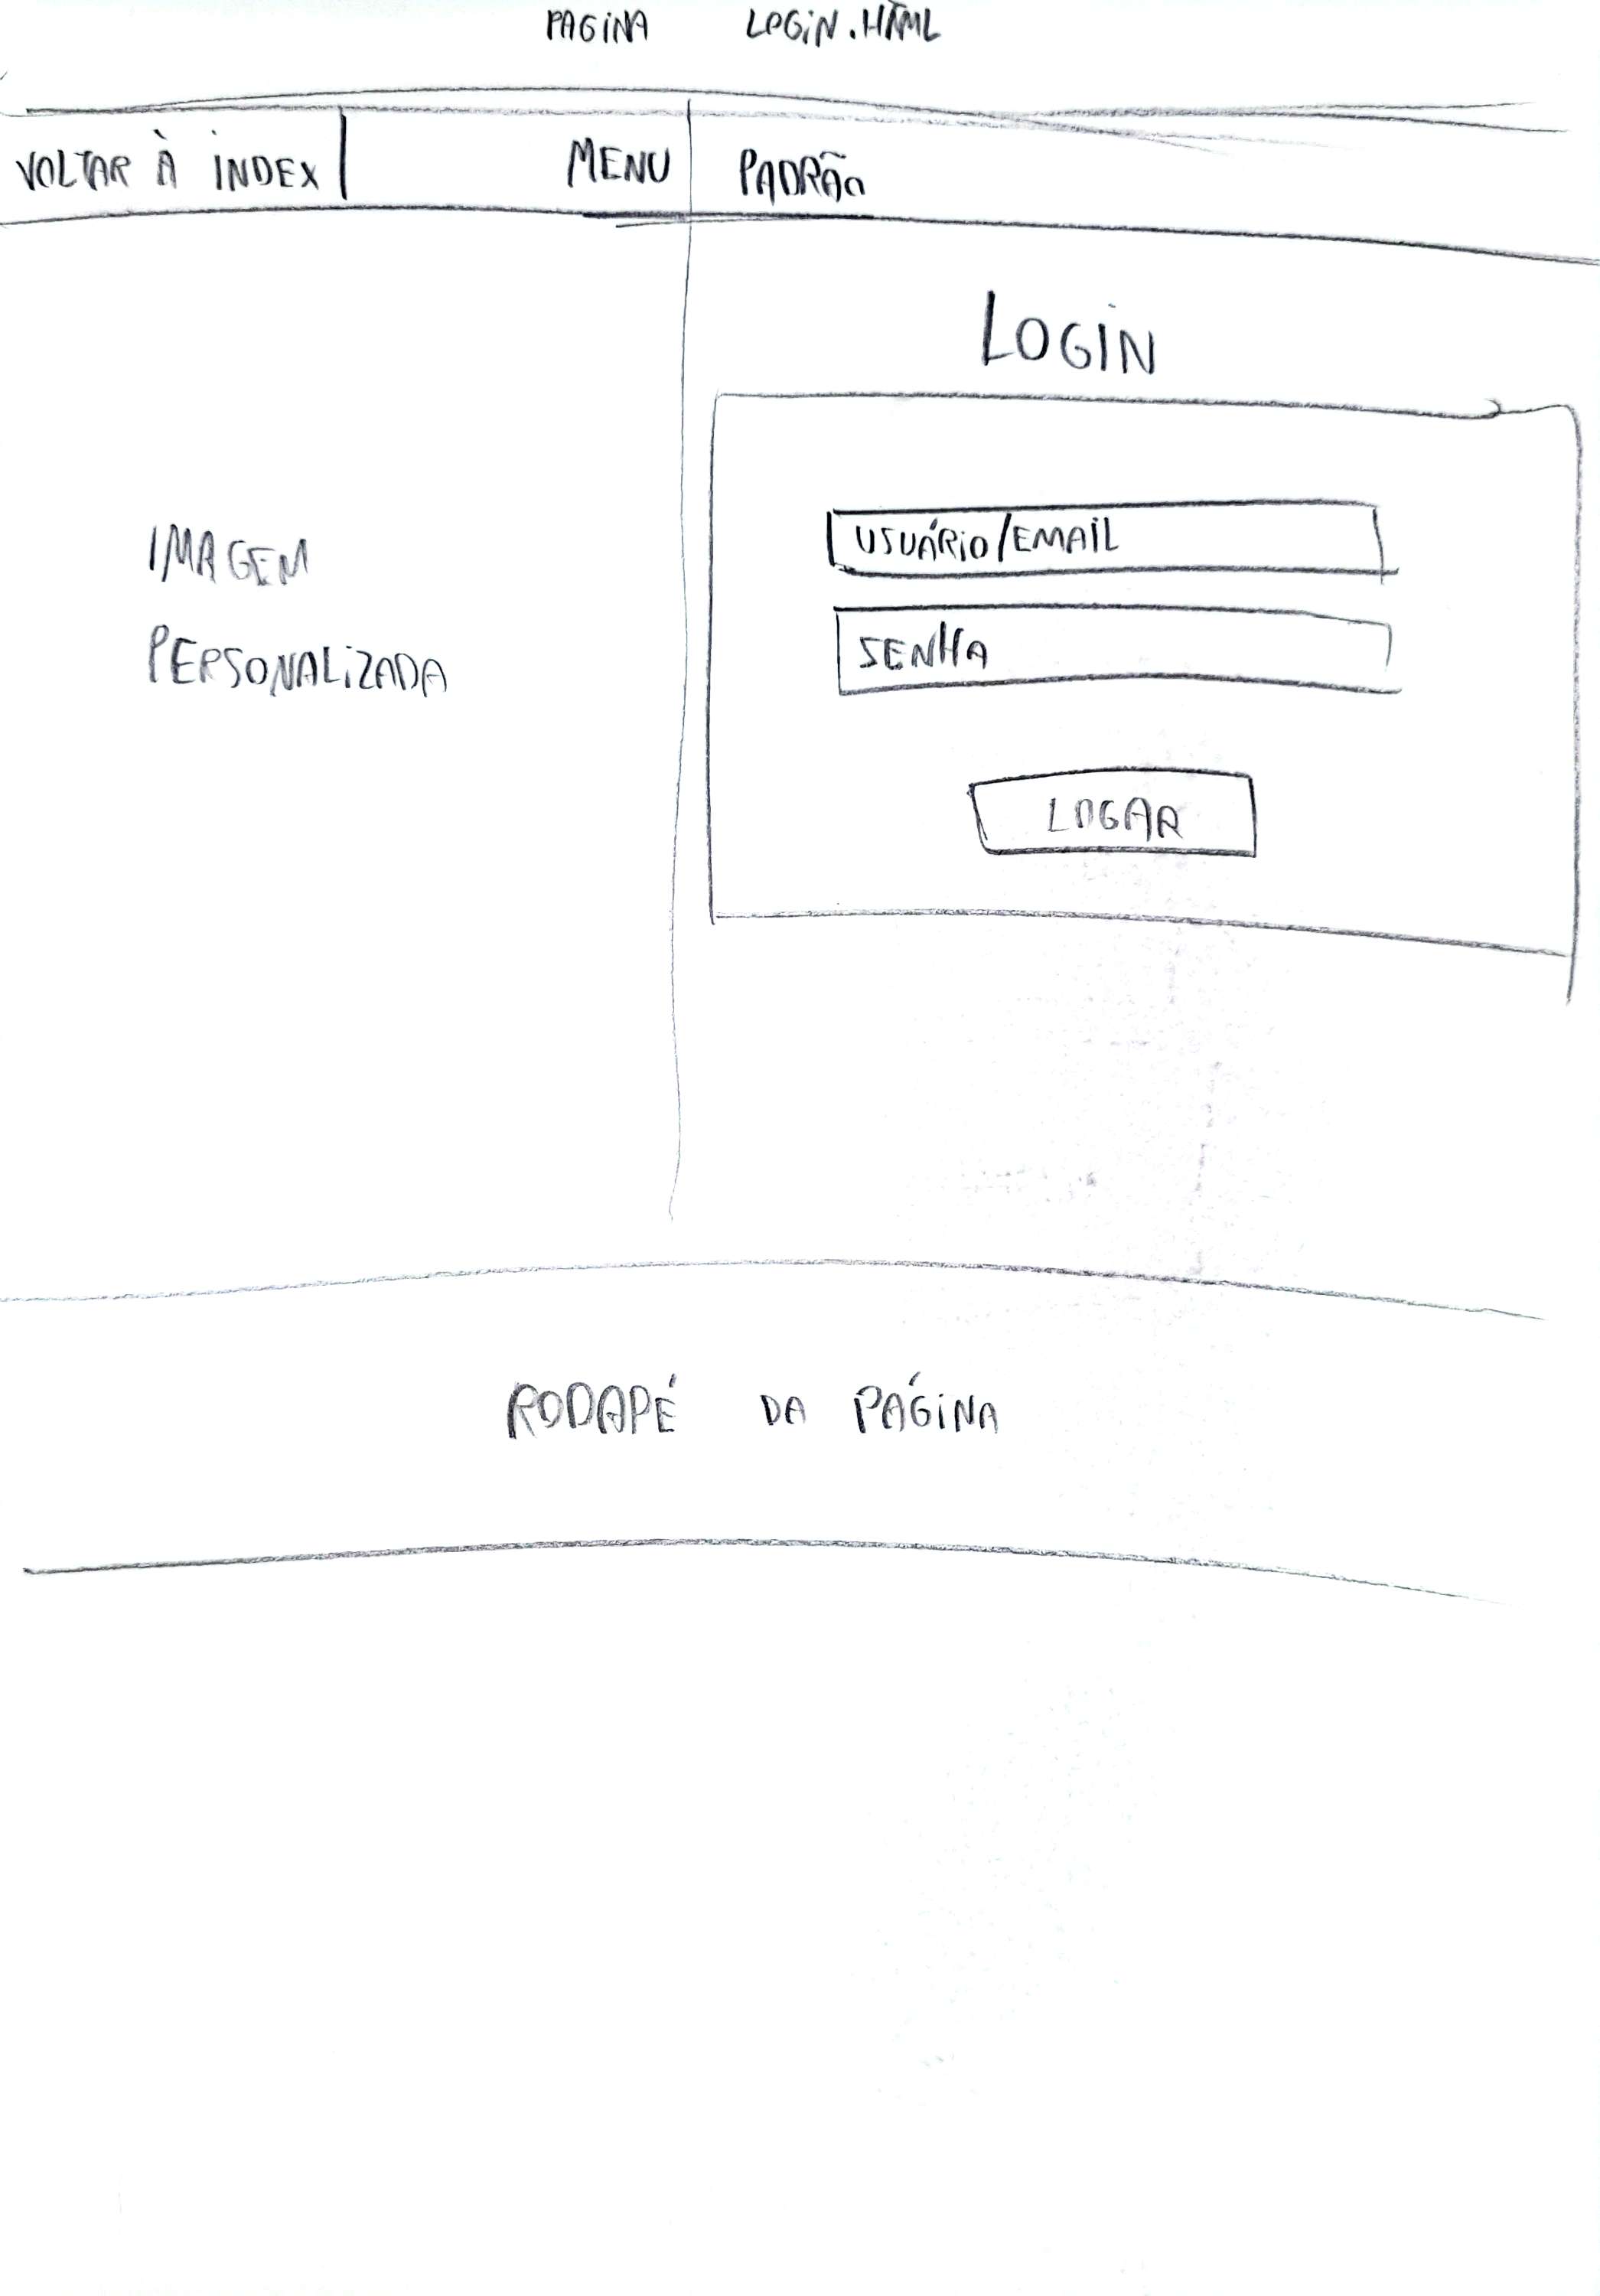 PAGINA LOGIN.HTML
VOLTAR À INDEX MENU PADRÃO
LOGIN
IMAGEM
PERSONALIZADA
USUÁRIO/EMAIL
SENHA
LOGAR
RODAPÉ DA PÁGINA